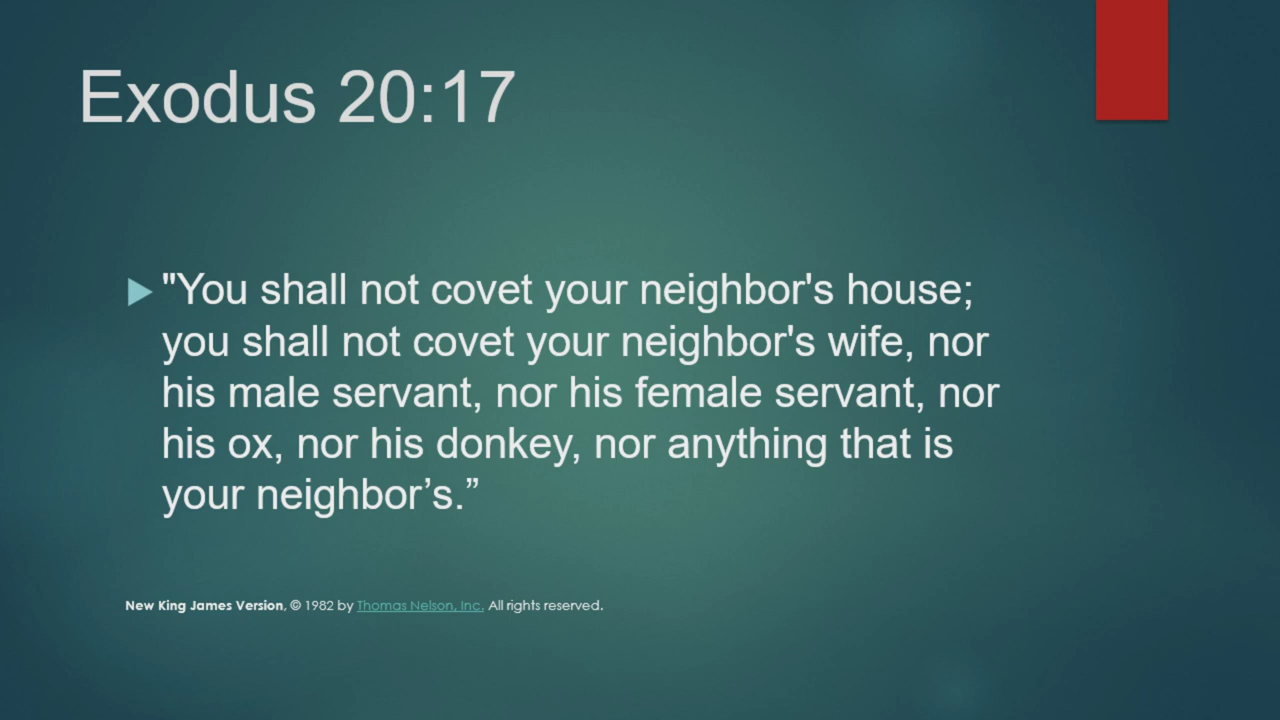 Exodus 20:17
"You shall not covet your neighbor's house;
you shall not covet your neighbor's wife, nor
his male servant, nor his female servant, nor
his ox, nor his donkey, nor anything that is
your neighbor’s.”
New King James Version, © 1982 by Thomas Nelson, Inc. All rights reserved.